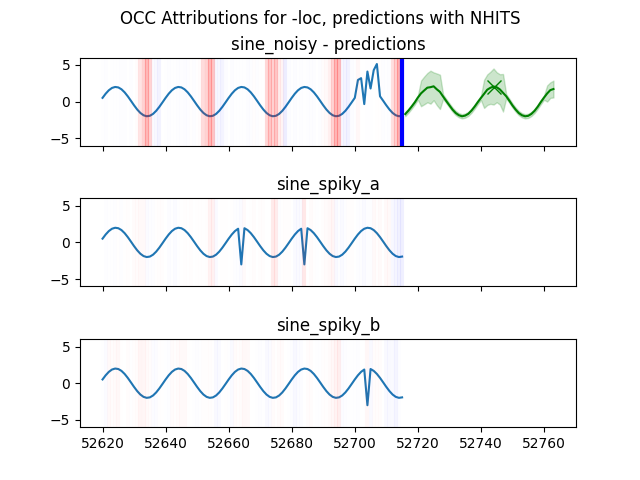 OCC Attributions for -loc, predictions with NHITS
sine_noisy - predictions
5
0
−5
sine_spiky_a
5
0
−5
sine_spiky_b
5
0
−5
52620 52640 52660 52680 52700 52720 52740 52760